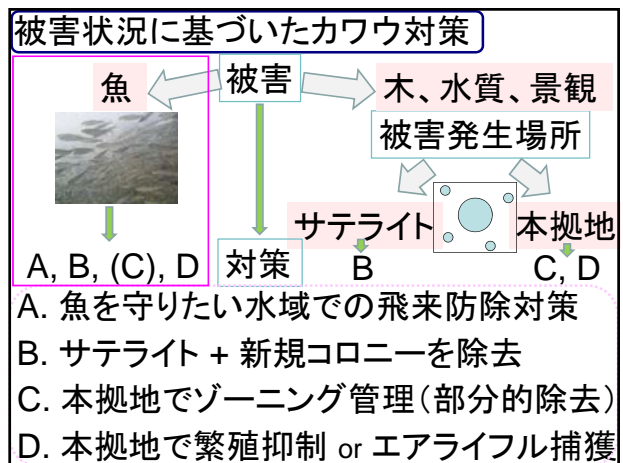 被害状況に基づいたカワウ対策
魚
被害
木、水質、景観
被害発生場所
サテライト
本拠地
A, B, (C), D
対策
B
C, D
A. 魚を守りたい水域での飛来防除対策
B. サテライト + 新規コロニーを除去
C. 本拠地でゾーニング管理(部分的除去)
D. 本拠地で繁殖抑制 or エアライフル捕獲